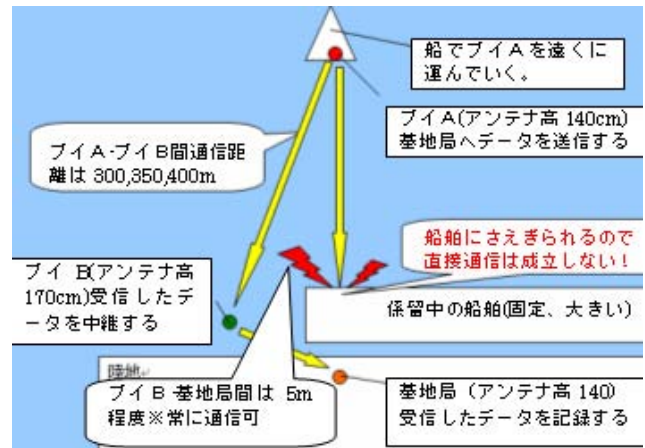 船でブイAを遠くに
運んでいく。
ブイA(アンテナ高 140cm)
基地局へデータを送信する
ブイA-ブイB間通信距
離は 300,350,400m
船舶にさえぎられるので
直接通信は成立しない！
ブイ B(アンテナ高
170cm)受信したデ
ータを中継する
係留中の船舶(固定、大きい)
陸地
ブイB-基地局間は 5m
程度※常に通信可
基地局（アンテナ高 140)
受信したデータを記録する